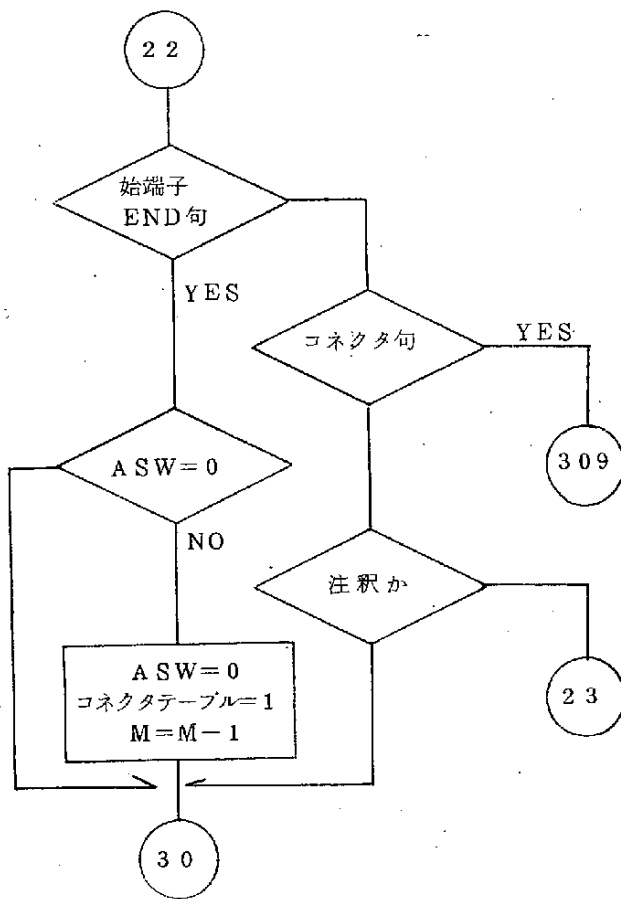 22
始端子
END句
YES
コネクタ句
YES
ASW=0
309
NO
注釈か
ASW=0
コネクタテーブル=1
M=M-1
23
30